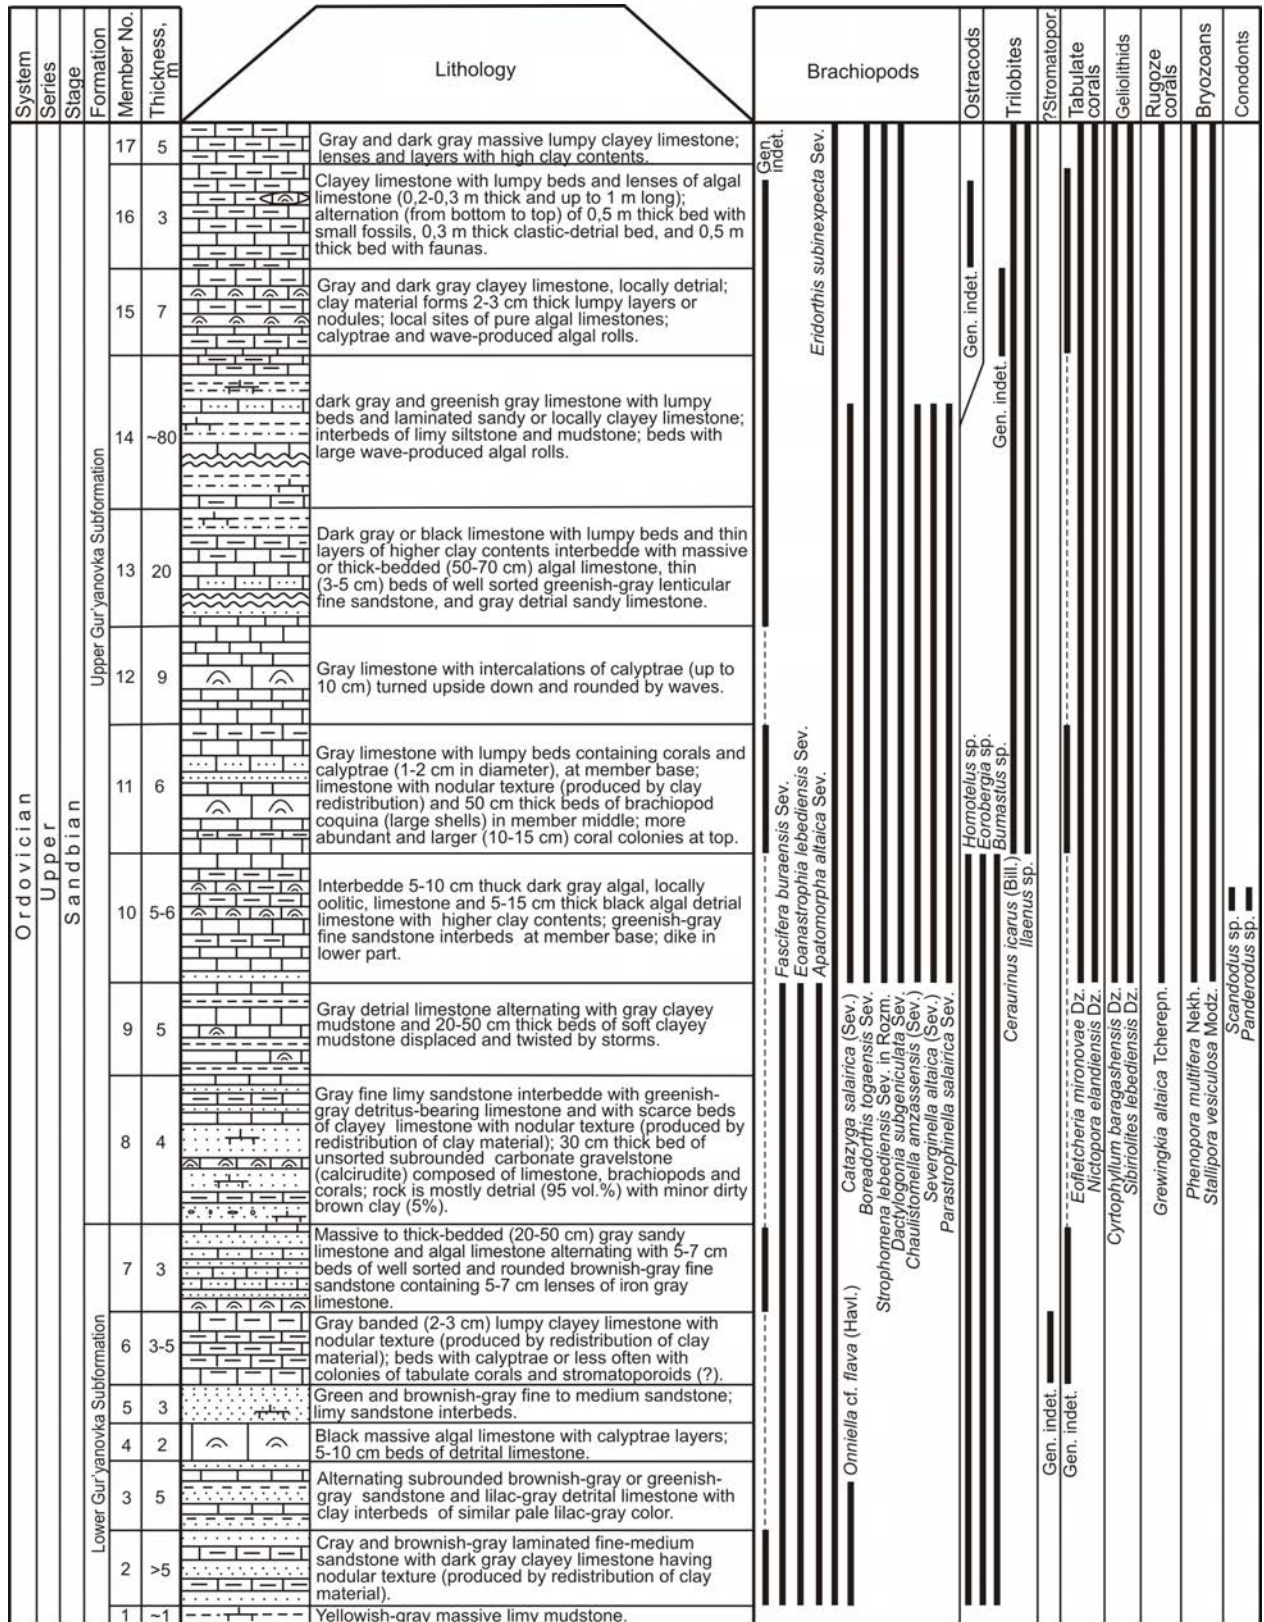 System
Series
Stage
Formation
Member No.
Thickness, m
Lithology
Brachiopods
Ostracods
Trilobites
?Stromatopor.
Tabulate corals
Geliolithids
Rugoze corals
Bryozoans
Conodonts
Ordovician
Upper
Sandbian
Upper Gur'yanovka Subformation
17 5
Gray and dark gray massive lumpy clayey limestone;
lenses and layers with high clay contents.
16 3
Clayey limestone with lumpy beds and lenses of algal
limestone (0,2-0,3 m thick and up to 1 m long);
alternation (from bottom to top) of 0,5 m thick bed with
small fossils, 0,3 m thick clastic-detrial bed, and 0,5 m
thick bed with faunas.
15 7
Gray and dark gray clayey limestone, locally detrial;
clay material forms 2-3 cm thick lumpy layers or
nodules; local sites of pure algal limestones;
calyptrae and wave-produced algal rolls.
14 ~80
dark gray and greenish gray limestone with lumpy
beds and laminated sandy or locally clayey limestone;
interbeds of limy siltstone and mudstone; beds with
large wave-produced algal rolls.
13 20
Dark gray or black limestone with lumpy beds and thin
layers of higher clay contents interbedde with massive
or thick-bedded (50-70 cm) algal limestone, thin
(3-5 cm) beds of well sorted greenish-gray lenticular
fine sandstone, and gray detrial sandy limestone.
12 9
Gray limestone with intercalations of calyptrae (up to
10 cm) turned upside down and rounded by waves.
11 6
Gray limestone with lumpy beds containing corals and
calyptrae (1-2 cm in diameter), at member base;
limestone with nodular texture (produced by clay
redistribution) and 50 cm thick beds of brachiopod
coquina (large shells) in member middle; more
abundant and larger (10-15 cm) coral colonies at top.
10 5-6
Interbedde 5-10 cm thuck dark gray algal, locally
oolitic, limestone and 5-15 cm thick black algal detrial
limestone with higher clay contents; greenish-gray
fine sandstone interbeds at member base; dike in
lower part.
9 5
Gray detrial limestone alternating with gray clayey
mudstone and 20-50 cm thick beds of soft clayey
mudstone displaced and twisted by storms.
8 4
Gray fine limy sandstone interbedde with greenish-
gray detritus-bearing limestone and with scarce beds
of clayey limestone with nodular texture (produced by
redistribution of clay material); 30 cm thick bed of
unsorted subrounded carbonate gravelstone
(calcirudite) composed of limestone, brachiopods and
corals; rock is mostly detrial (95 vol.%) with minor dirty
brown clay (5%).
Lower Gur'yanovka Subformation
7 3
Massive to thick-bedded (20-50 cm) gray sandy
limestone and algal limestone alternating with 5-7 cm
beds of well sorted and rounded brownish-gray fine
sandstone containing 5-7 cm lenses of iron gray
limestone.
6 3-5
Gray banded (2-3 cm) lumpy clayey limestone with
nodular texture (produced by redistribution of clay
material); beds with calyptrae or less often with
colonies of tabulate corals and stromatoporoids (?).
5 3
Green and brownish-gray fine to medium sandstone;
limy sandstone interbeds.
4 2
Black massive algal limestone with calyptrae layers;
5-10 cm beds of detrital limestone.
3 5
Alternating subrounded brownish-gray or greenish-
gray sandstone and lilac-gray detrital limestone with
clay interbeds of similar pale lilac-gray color.
2 >5
Cray and brownish-gray laminated fine-medium
sandstone with dark gray clayey limestone having
nodular texture (produced by redistribution of clay
material).
1 ~1
Yellowish-gray massive limy mudstone.
Gen. indet.
Fascifera buraensis Sev.
Eoanastrophia lebediensis Sev.
Apatomorpha altaica Sev.
Eridorthis subinexpecta Sev.
Catazyga salairica (Sev.)
Onniella cf. flava (Havl.)
Boreadorthis togaensis Sev.
Strophomena lebediensis Sev. in Rozm.
Dactylogonia subgeniculata Sev.
Chaulistomella amzassensis (Sev.)
Severginella altaica (Sev.)
Parastrophinella salairica Sev.
Gen. indet.
Homotelus sp.
Eorobergia sp.
Bumastus sp.
Gen. indet.
Ceraurinus icarus (Bill.)
Ilaenus sp.
Gen. indet.
Gen. indet.
Eofletcheria mironovae Dz.
Nictopora elandiensis Dz.
Cyrtophyllum baragashensis Dz.
Sibiriolites lebediensis Dz.
Grewingkia altaica Tcherepn.
Phenopora multifera Nekh.
Stallipora vesiculosa Modz.
Scandodus sp.
Panderodus sp.